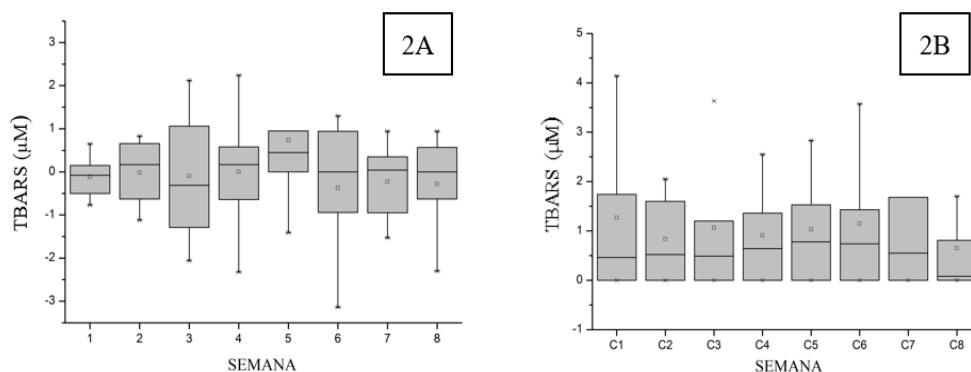 2A
TBARS (µM)
3
2
1
0
-1
-2
-3
1 2 3 4 5 6 7 8
SEMANA
2B
TBARS (µM)
5
4
3
2
1
0
-1
C1 C2 C3 C4 C5 C6 C7 C8
SEMANA